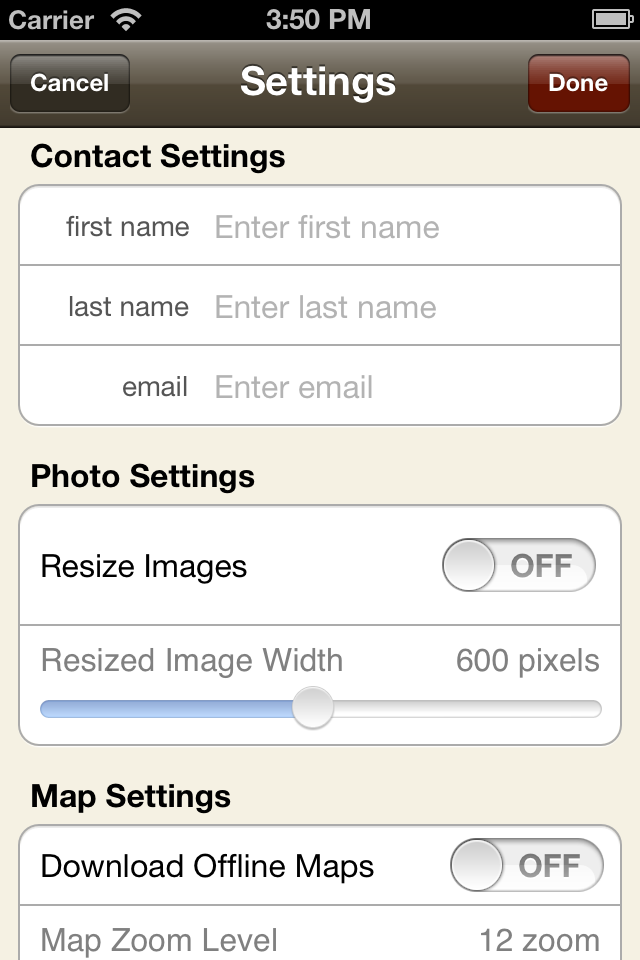 Carrier 3:50 PM
Cancel Settings Done
Contact Settings
first name Enter first name
last name Enter last name
email Enter email
Photo Settings
Resize Images OFF
Resized Image Width 600 pixels
Map Settings
Download Offline Maps OFF
Map Zoom Level 12 zoom